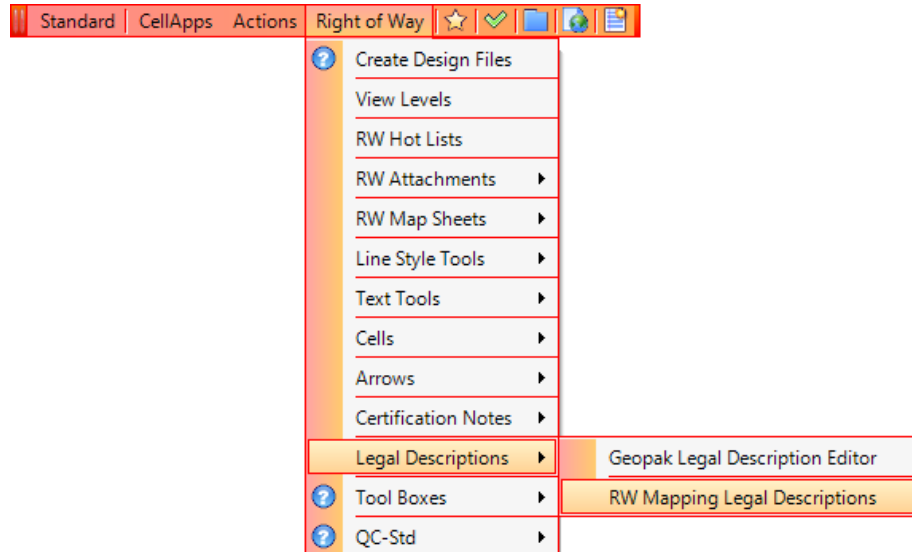 Standard CellApps Actions Right of Way
Create Design Files
View Levels
RW Hot Lists
RW Attachments
RW Map Sheets
Line Style Tools
Text Tools
Cells
Arrows
Certification Notes
Legal Descriptions Geopak Legal Description Editor
Tool Boxes RW Mapping Legal Descriptions
QC-Std